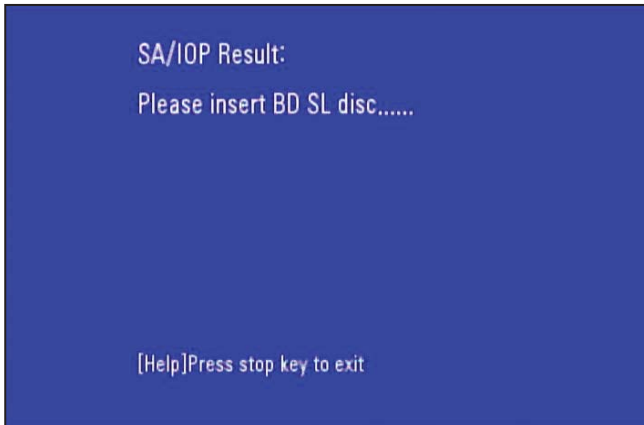 SA/IOP Result:
Please insert BD SL disc......
[Help]Press stop key to exit